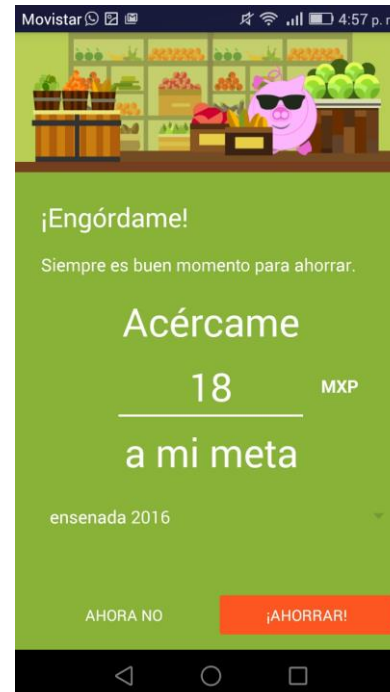 Movistar 4:57 p. m
¡Engórdame!
Siempre es buen momento para ahorrar.
Acércame
18 MXP
a mi meta
ensenada 2016
AHORA NO ¡AHORRAR!